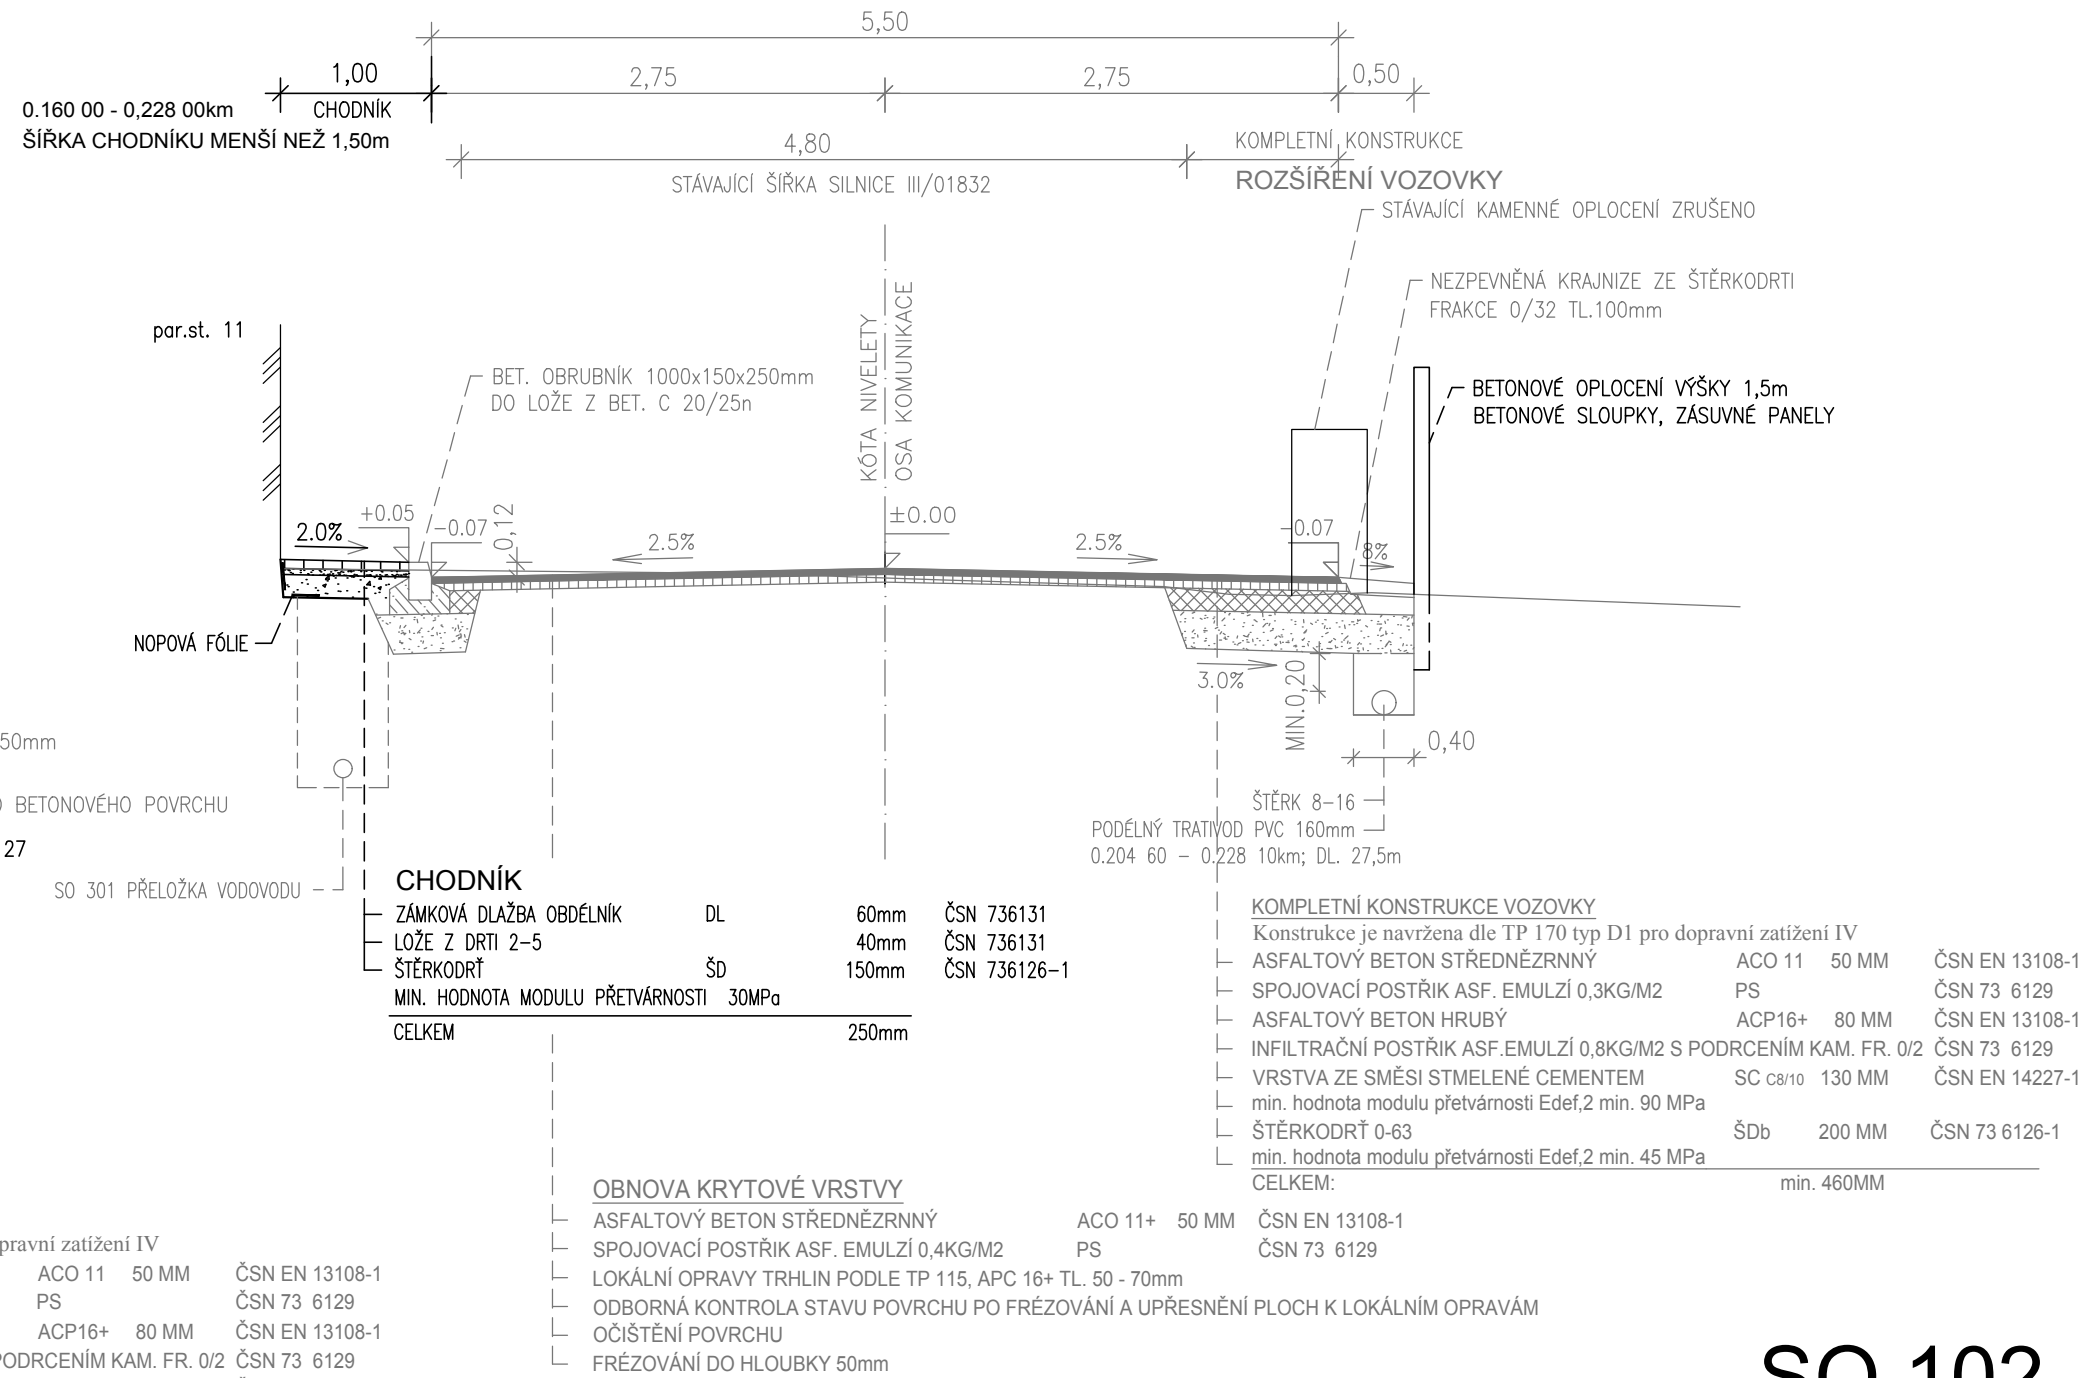 5,50
1,00
2,75
2,75
0,50
0.160 00 - 0,228 00km
CHODNÍK
ŠÍŘKA CHODNÍKU MENŠÍ NEŽ 1,50m
4,80
KOMPLETNÍ KONSTRUKCE
STÁVAJÍCÍ ŠÍŘKA SILNICE III/01832
ROZŠÍŘENÍ VOZOVKY
STÁVAJÍCÍ KAMENNÉ OPLOCENÍ ZRUŠENO
NEZPEVNĚNÁ KRAJNIZE ZE ŠTĚRKODRTI
FRAKCE 0/32 TL.100mm
par.st. 11
KÓTA NIVELETY
OSA KOMUNIKACE
BET. OBRUBNÍK 1000x150x250mm
DO LOŽE Z BET. C 20/25n
BETONOVÉ OPLOCENÍ VÝŠKY 1,5m
BETONOVÉ SLOUPKY, ZÁSUVNÉ PANELY
2.0%
+0.05
-0.07
0,12
2.5%
±0.00
2.5%
-0.07
8%
NOPOVÁ FÓLIE
3.0%
MIN.0,20
0,40
50mm
BETONOVÉHO POVRCHU
27
SO 301 PŘELOŽKA VODOVODU
ŠTĚRK 8-16
PODÉLNÝ TRATIVOD PVC 160mm
0.204 60 - 0.228 10km; DL. 27,5m
CHODNÍK
ZÁMKOVÁ DLAŽBA OBDÉLNÍK DL 60mm ČSN 736131
LOŽE Z DRTI 2-5 40mm ČSN 736131
ŠTĚRKODRŤ ŠD 150mm ČSN 736126-1
MIN. HODNOTA MODULU PŘETVÁRNOSTI 30MPa
CELKEM 250mm
KOMPLETNÍ KONSTRUKCE VOZOVKY
Konstrukce je navržena dle TP 170 typ D1 pro dopravní zatížení IV
ASFALTOVÝ BETON STŘEDNĚZRNNÝ ACO 11 50 MM ČSN EN 13108-1
SPOJOVACÍ POSTŘIK ASF. EMULZÍ 0,3KG/M2 PS ČSN 73 6129
ASFALTOVÝ BETON HRUBÝ ACP16+ 80 MM ČSN EN 13108-1
INFILTRAČNÍ POSTŘIK ASF.EMULZÍ 0,8KG/M2 S PODRCENÍM KAM. FR. 0/2 ČSN 73 6129
VRSTVA ZE SMĚSI STMELENÉ CEMENTEM SC C8/10 130 MM ČSN EN 14227-1
min. hodnota modulu přetvárnosti Edef,2 min. 90 MPa
ŠTĚRKODRŤ 0-63 ŠDb 200 MM ČSN 73 6126-1
min. hodnota modulu přetvárnosti Edef,2 min. 45 MPa
CELKEM: min. 460MM
OBNOVA KRYTOVÉ VRSTVY
ASFALTOVÝ BETON STŘEDNĚZRNNÝ ACO 11+ 50 MM ČSN EN 13108-1
SPOJOVACÍ POSTŘIK ASF. EMULZÍ 0,4KG/M2 PS ČSN 73 6129
LOKÁLNÍ OPRAVY TRHLIN PODLE TP 115, APC 16+ TL. 50 - 70mm
ODBORNÁ KONTROLA STAVU POVRCHU PO FRÉZOVÁNÍ A UPŘESNĚNÍ PLOCH K LOKÁLNÍM OPRAVÁM
OČIŠTĚNÍ POVRCHU
FRÉZOVÁNÍ DO HLOUBKY 50mm
pravní zatížení IV
ACO 11 50 MM ČSN EN 13108-1
PS ČSN 73 6129
ACP16+ 80 MM ČSN EN 13108-1
PODRCENÍM KAM. FR. 0/2 ČSN 73 6129
SO 102